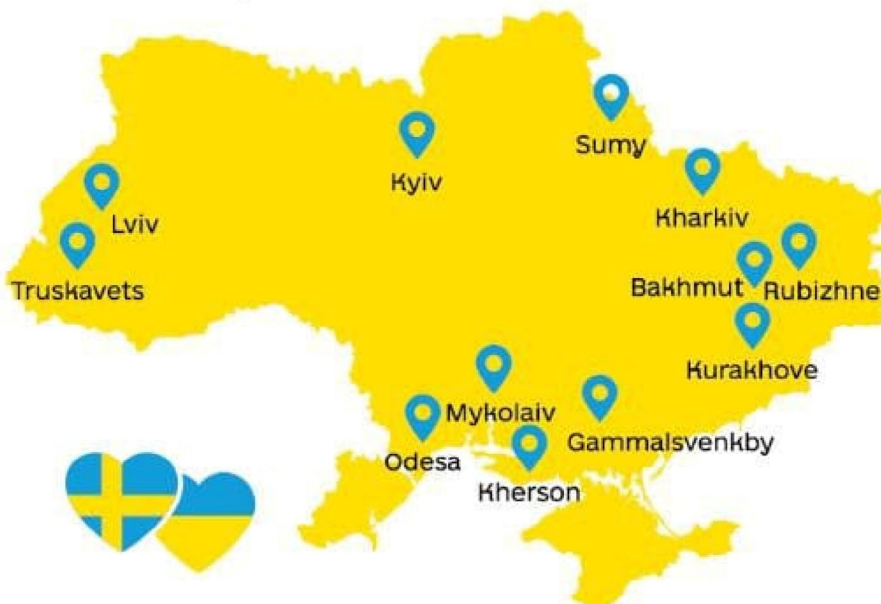 Sumy
Kyiv
Kharkiv
Lviv
Truskavets
Bakhmut
Rubizhne
Kurakhove
Mykolaiv
Gammalsvenkby
Odesa
Kherson